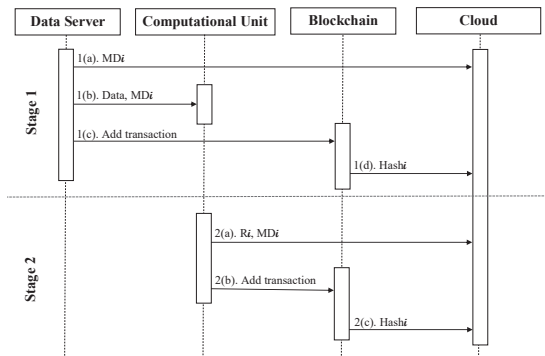 Data Server
Computational Unit
Blockchain
Cloud
Stage 1
1(a). MDi
1(b). Data, MDi
1(c). Add transaction
1(d). Hashi
Stage 2
2(a). Ri, MDi
2(b). Add transaction
2(c). Hashi